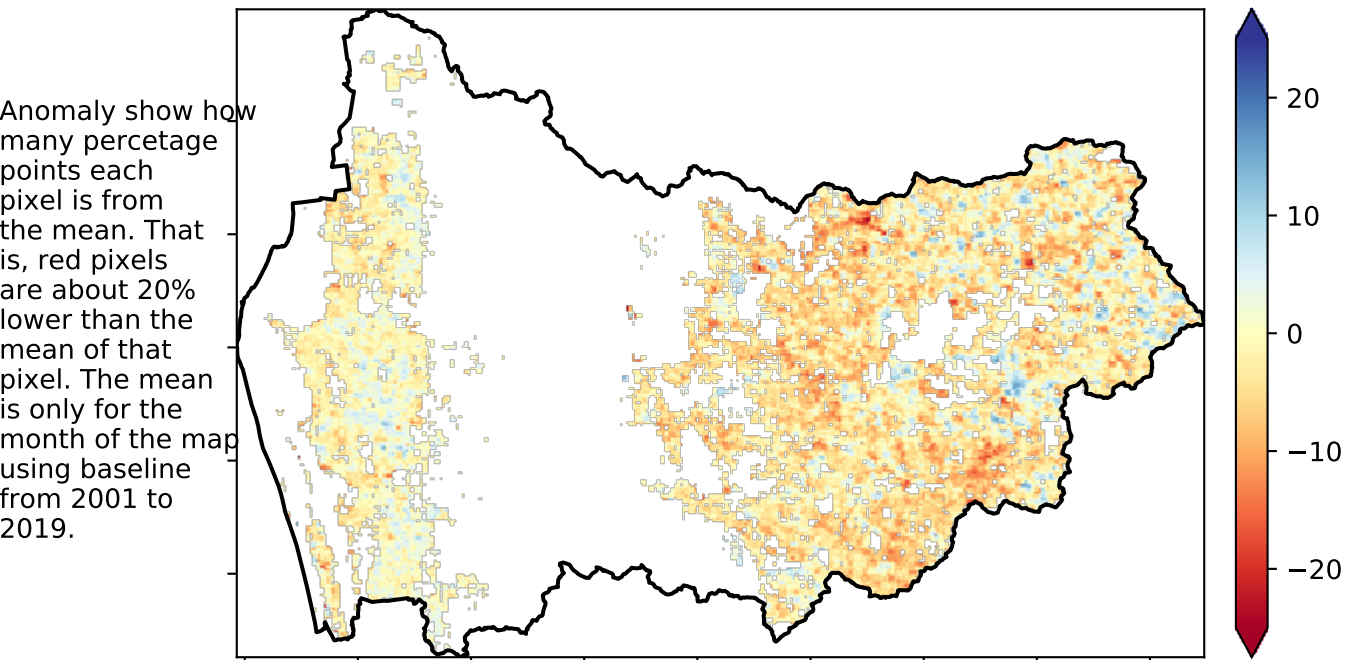 Anomaly show how
many percetage
points each
pixel is from
the mean. That
is, red pixels
are about 20%
lower than the
mean of that
pixel. The mean
is only for the
month of the map
using baseline
from 2001 to
2019.
20
10
0
−10
−20